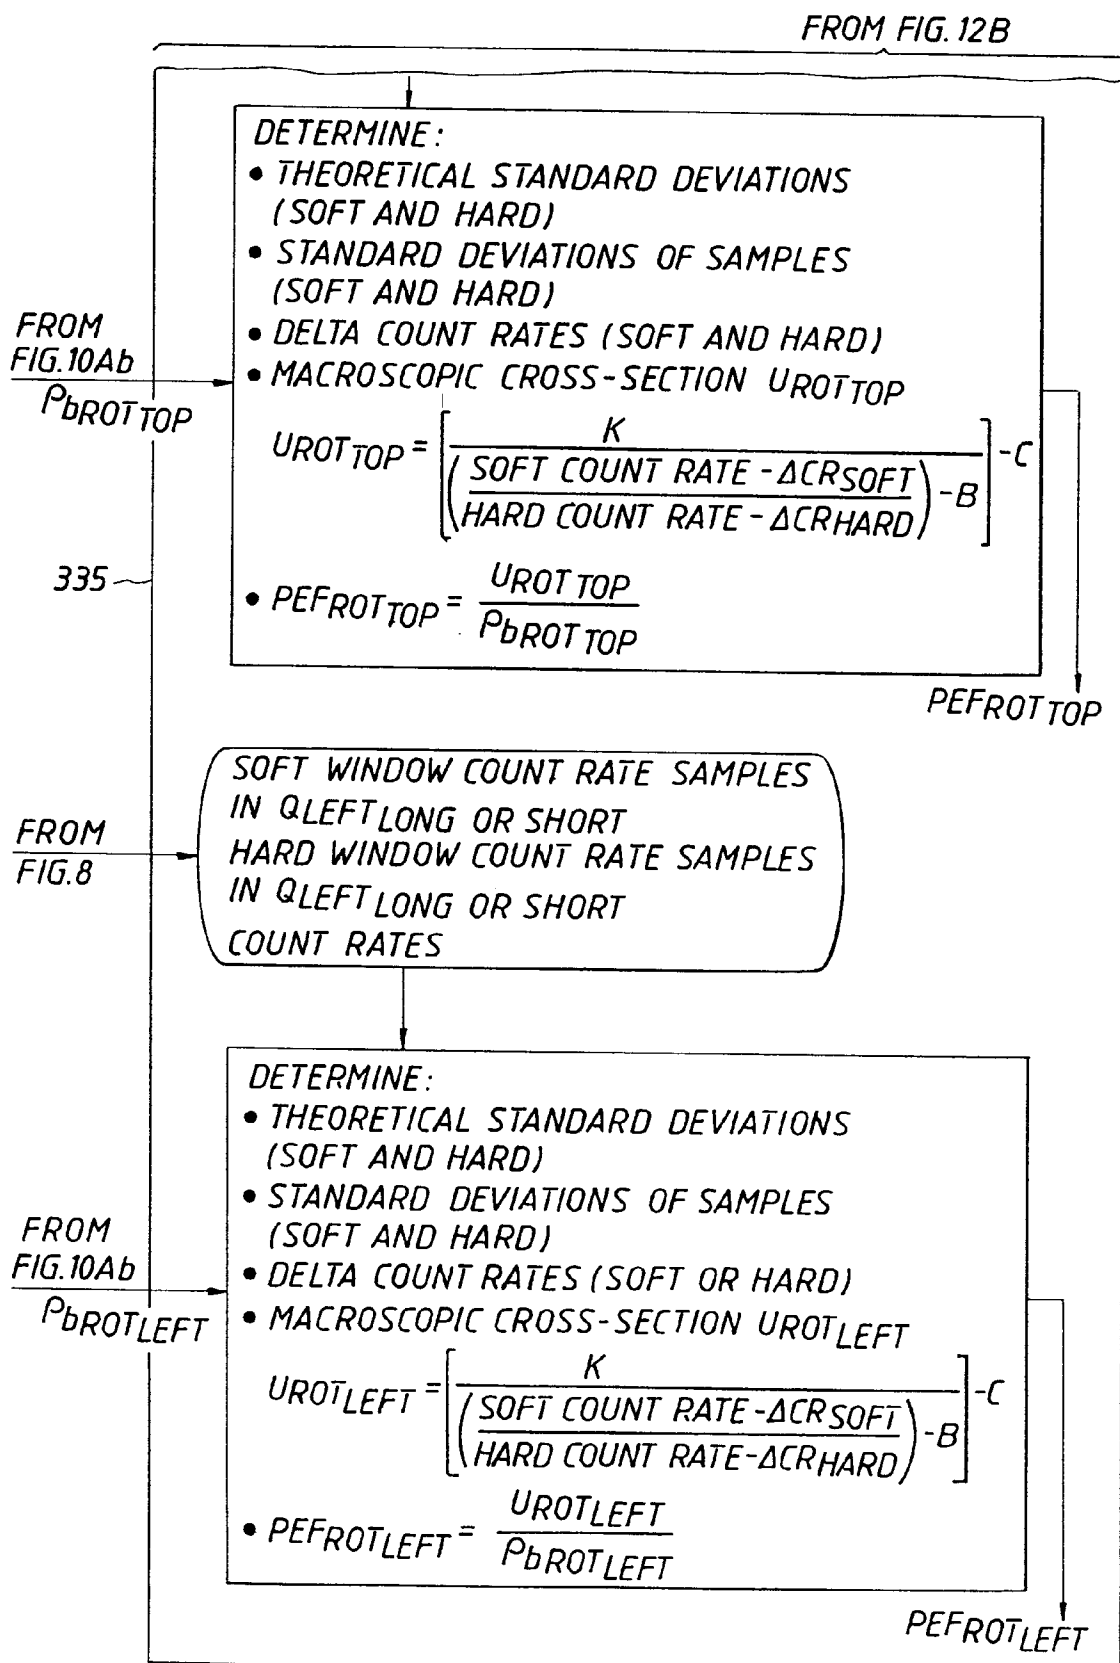 FROM FIG. 12B
DETERMINE:
• THEORETICAL STANDARD DEVIATIONS
(SOFT AND HARD)
• STANDARD DEVIATIONS OF SAMPLES
(SOFT AND HARD)
• DELTA COUNT RATES (SOFT AND HARD)
• MACROSCOPIC CROSS-SECTION UROTTOP
FROM
FIG.10Ab
ρbROTTOP
UROTTOP = [K / ((SOFT COUNT RATE - ΔCRSOFT / HARD COUNT RATE - ΔCRHARD) - B)] - C
335
• PEFROTTOP = UROTTOP / ρbROTTOP
PEFROTTOP
SOFT WINDOW COUNT RATE SAMPLES
IN QLEFTLONG OR SHORT
HARD WINDOW COUNT RATE SAMPLES
IN QLEFTLONG OR SHORT
COUNT RATES
FROM
FIG.8
DETERMINE:
• THEORETICAL STANDARD DEVIATIONS
(SOFT AND HARD)
• STANDARD DEVIATIONS OF SAMPLES
(SOFT AND HARD)
• DELTA COUNT RATES (SOFT OR HARD)
• MACROSCOPIC CROSS-SECTION UROTLEFT
FROM
FIG.10Ab
ρbROTLEFT
UROTLEFT = [K / ((SOFT COUNT RATE - ΔCRSOFT / HARD COUNT RATE - ΔCRHARD) - B)] - C
• PEFROTLEFT = UROTLEFT / ρbROTLEFT
PEFROTLEFT